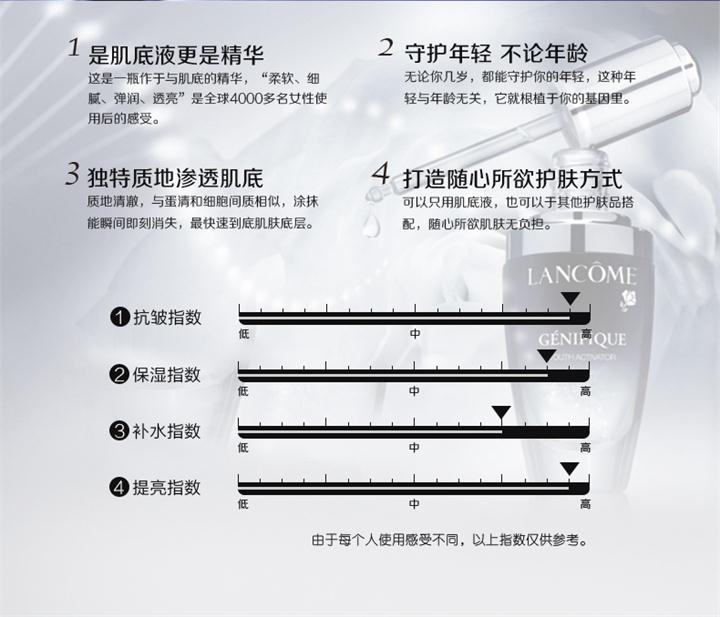 1 是肌底液更是精华
这是一瓶作于与肌底的精华，“柔软、细
腻、弹润、透亮”是全球4000多名女性使
用后的感受。
2 守护年轻 不论年龄
无论你几岁，都能守护你的年轻，这种年
轻与年龄无关，它就根植于你的基因里。
3 独特质地渗透肌底
质地清澈，与蛋清和细胞间质相似，涂抹
能瞬间即刻消失，最快速到底肌肤底层。
4 打造随心所欲护肤方式
可以只用肌底液，也可以于其他护肤品搭
配，随心所欲肌肤无负担。
LANCÔME
GÉNIFIQUE
YOUTH ACTIVATOR
1 抗皱指数
低 中 高
2 保湿指数
低 中 高
3 补水指数
低 中 高
4 提亮指数
低 中 高
由于每个人使用感受不同，以上指数仅供参考。